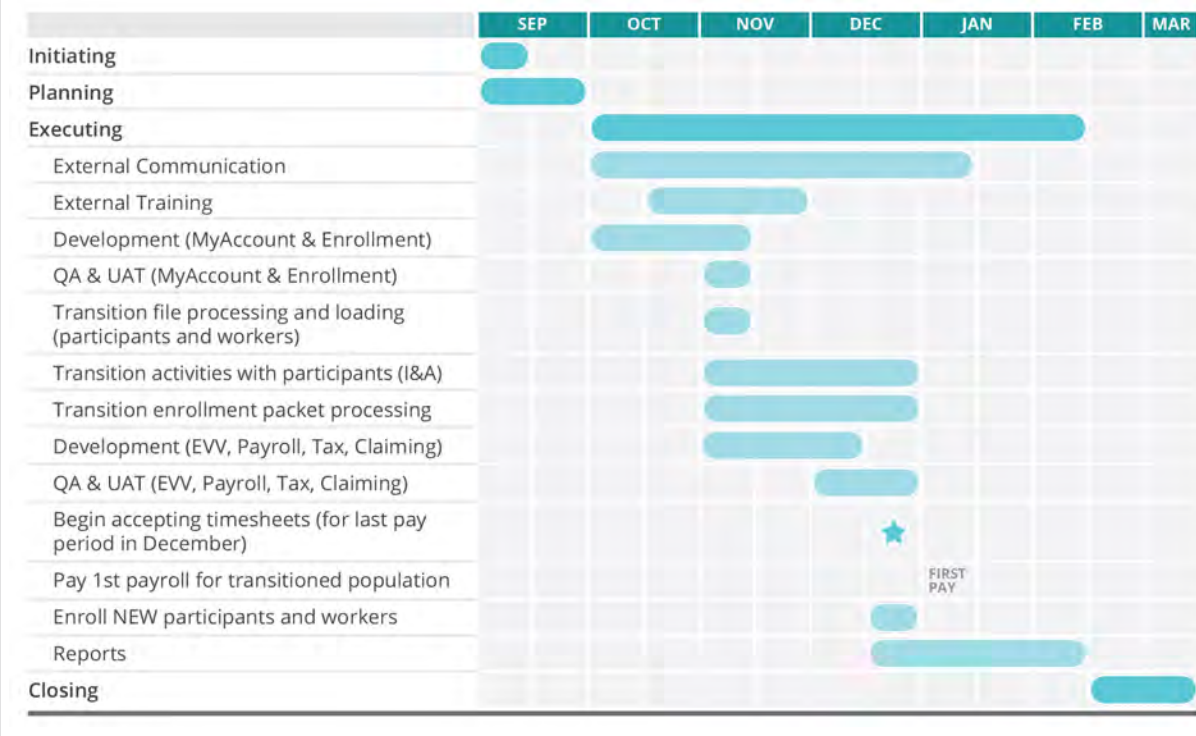 SEP OCT NOV DEC JAN FEB MAR
Initiating
Planning
Executing
External Communication
External Training
Development (MyAccount & Enrollment)
QA & UAT (MyAccount & Enrollment)
Transition file processing and loading
(participants and workers)
Transition activities with participants (I&A)
Transition enrollment packet processing
Development (EVV, Payroll, Tax, Claiming)
QA & UAT (EVV, Payroll, Tax, Claiming)
Begin accepting timesheets (for last pay
period in December)
Pay 1st payroll for transitioned population
FIRST
PAY
Enroll NEW participants and workers
Reports
Closing